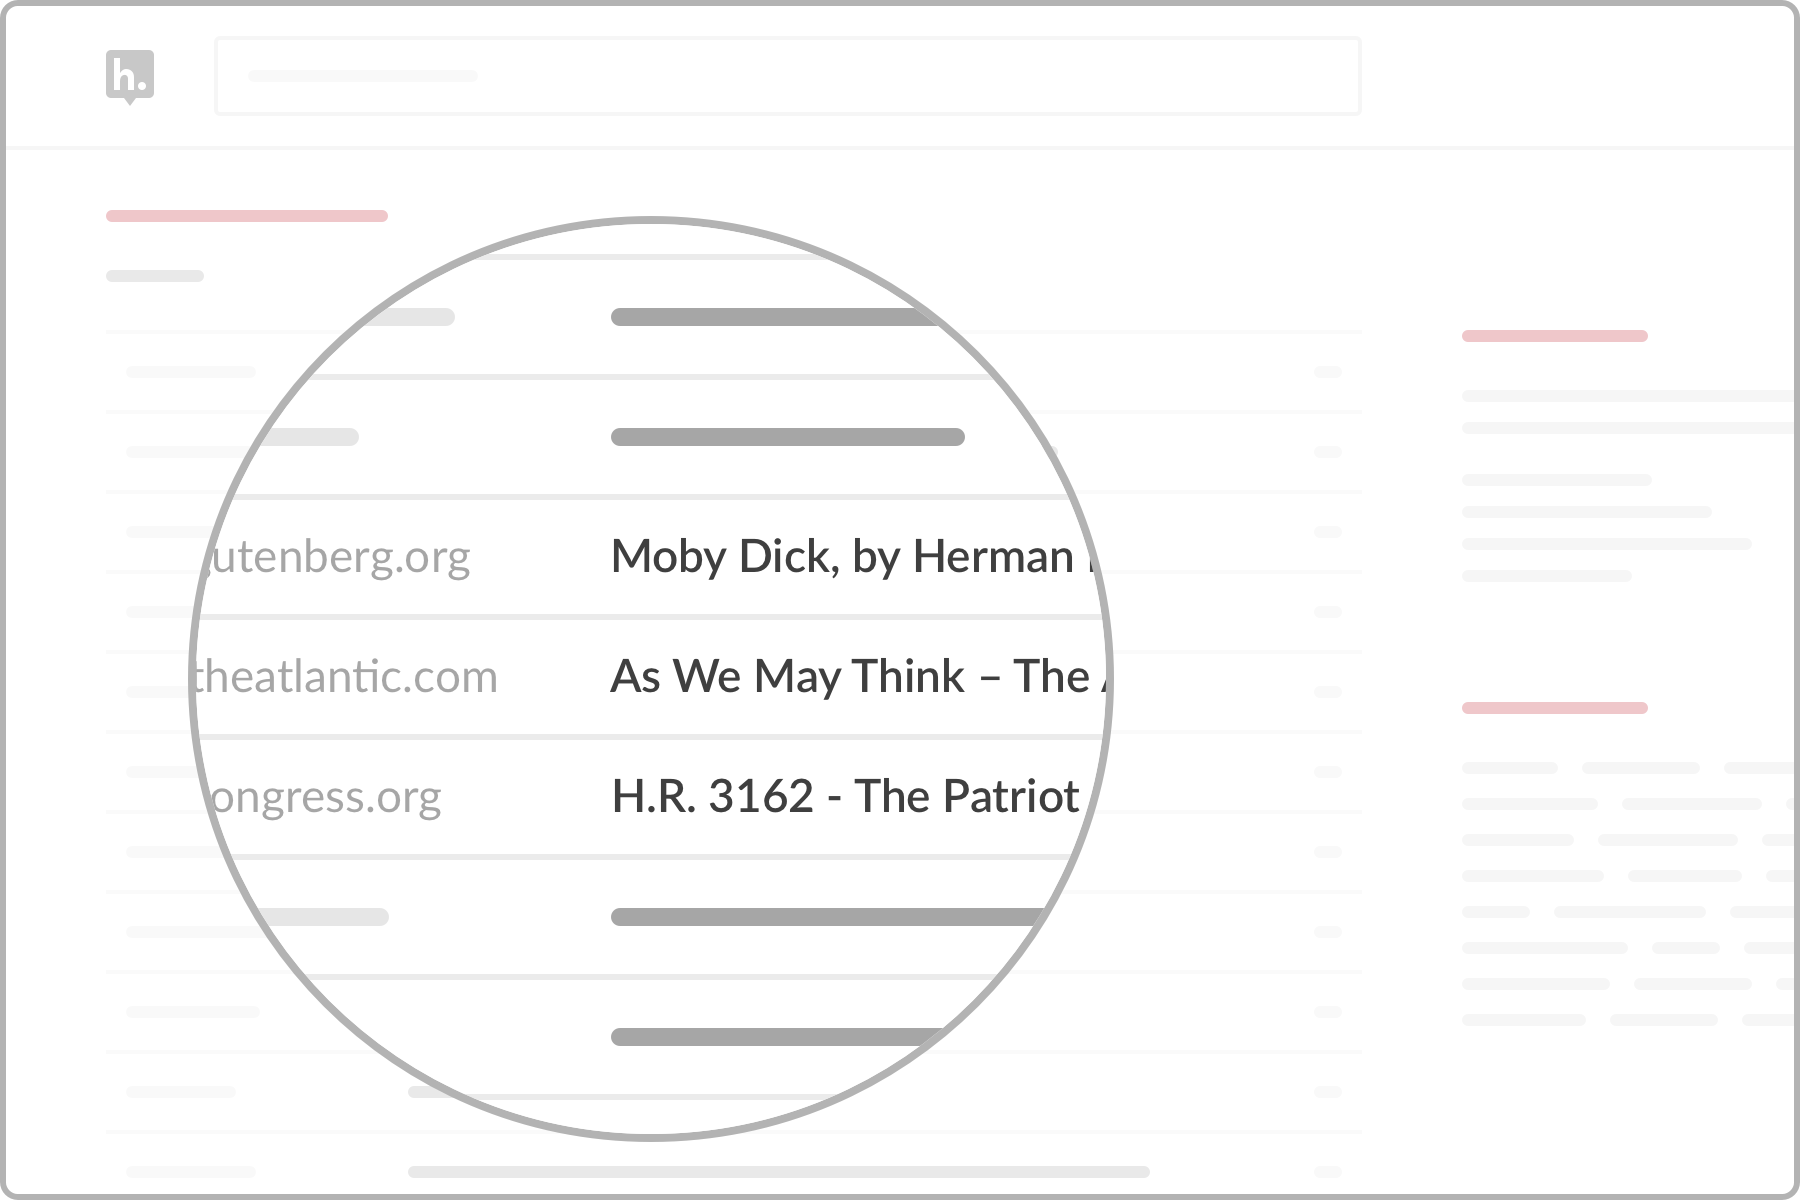 h.
utenberg.org Moby Dick, by Herman
theatlantic.com As We May Think – The
ongress.org H.R. 3162 - The Patriot